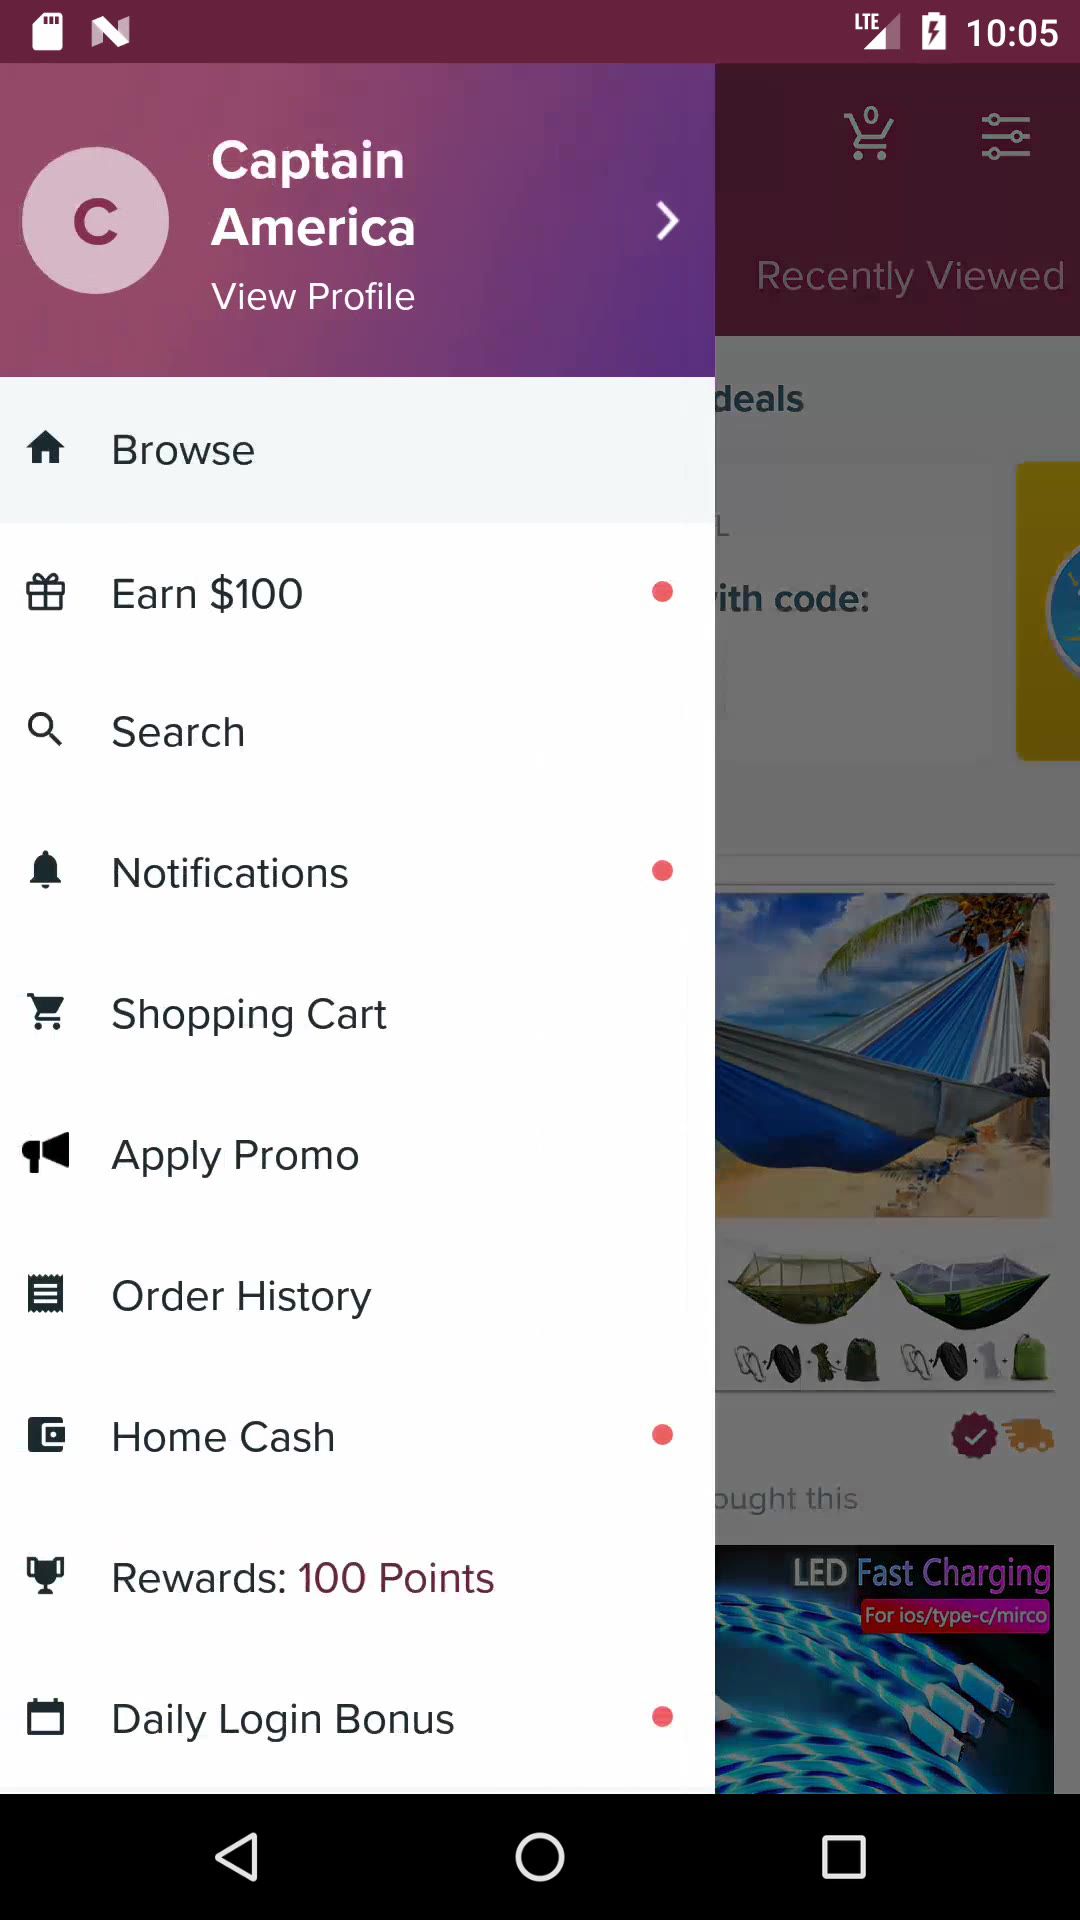 LTE
10:05
Captain
America
View Profile
C
0
Recently Viewed
Browse
deals
Earn $100
with code:
Search
Notifications
Shopping Cart
Apply Promo
Order History
Home Cash
bought this
Rewards: 100 Points
LED Fast Charging
For ios/type-c/mirco
Daily Login Bonus